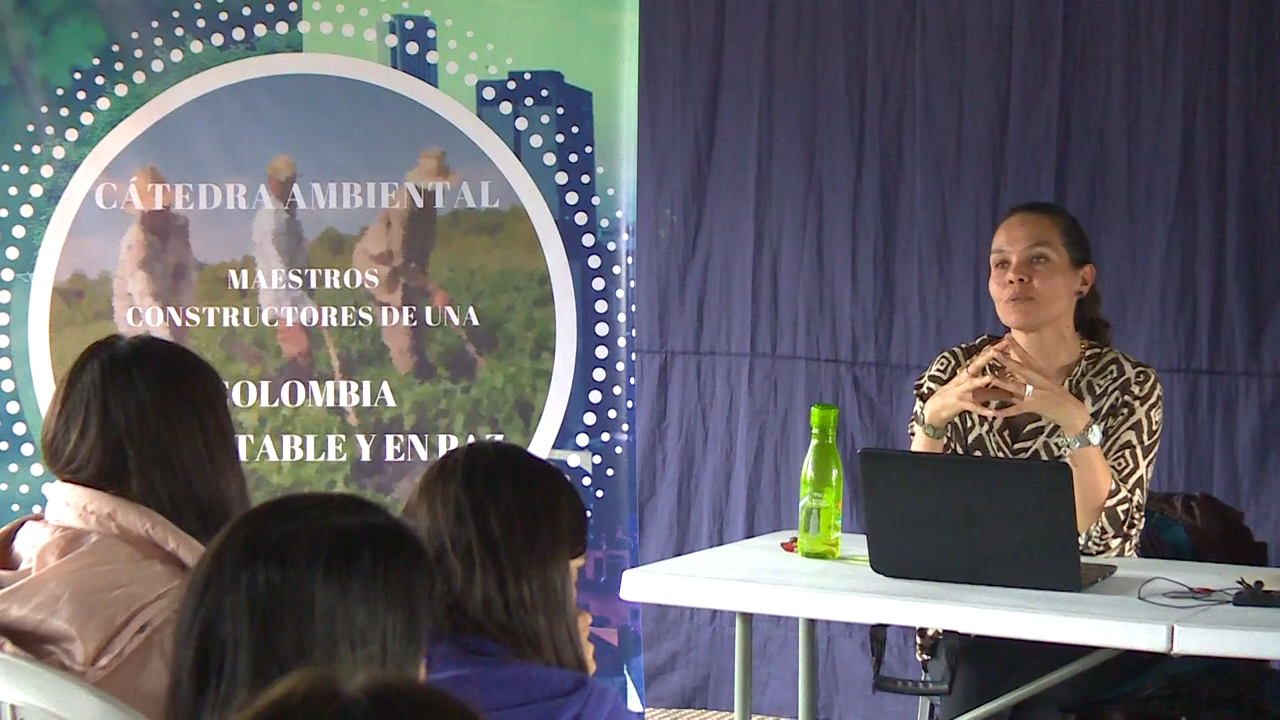 CÁTEDRA AMBIENTAL
MAESTROS
CONSTRUCTORES DE UNA
COLOMBIA
TABLE Y EN PAZ